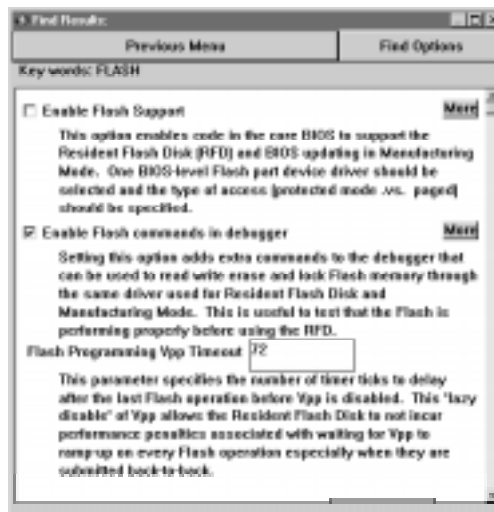 Find Results:
Previous Menu Find Options
Key words: FLASH
Enable Flash Support More
This option enables code in the core BIOS to support the
Resident Flash Disk (RFD) and BIOS updating in Manufacturing
Mode. One BIOS-level Flash part device driver should be
selected and the type of access (protected
mode .vs. paged)
should be specified.
Enable Flash commands in debugger More
Setting this option adds extra commands to the debugger that
can be used to read write erase and lock Flash memory through
the same driver used for Resident Flash Disk and
Manufacturing Mode. This is useful to test that the Flash is
performing properly before using the RFD.
Flash Programming Vpp Timeout 72
This parameter specifies the number of timer ticks to delay
after the last Flash operation before Vpp is disabled. This "lazy
disable" of Vpp allows the Resident Flash Disk to not incur
performance penalties associated with waiting for Vpp to
ramp-up on every Flash operation especially when they are
submitted back-to-back.